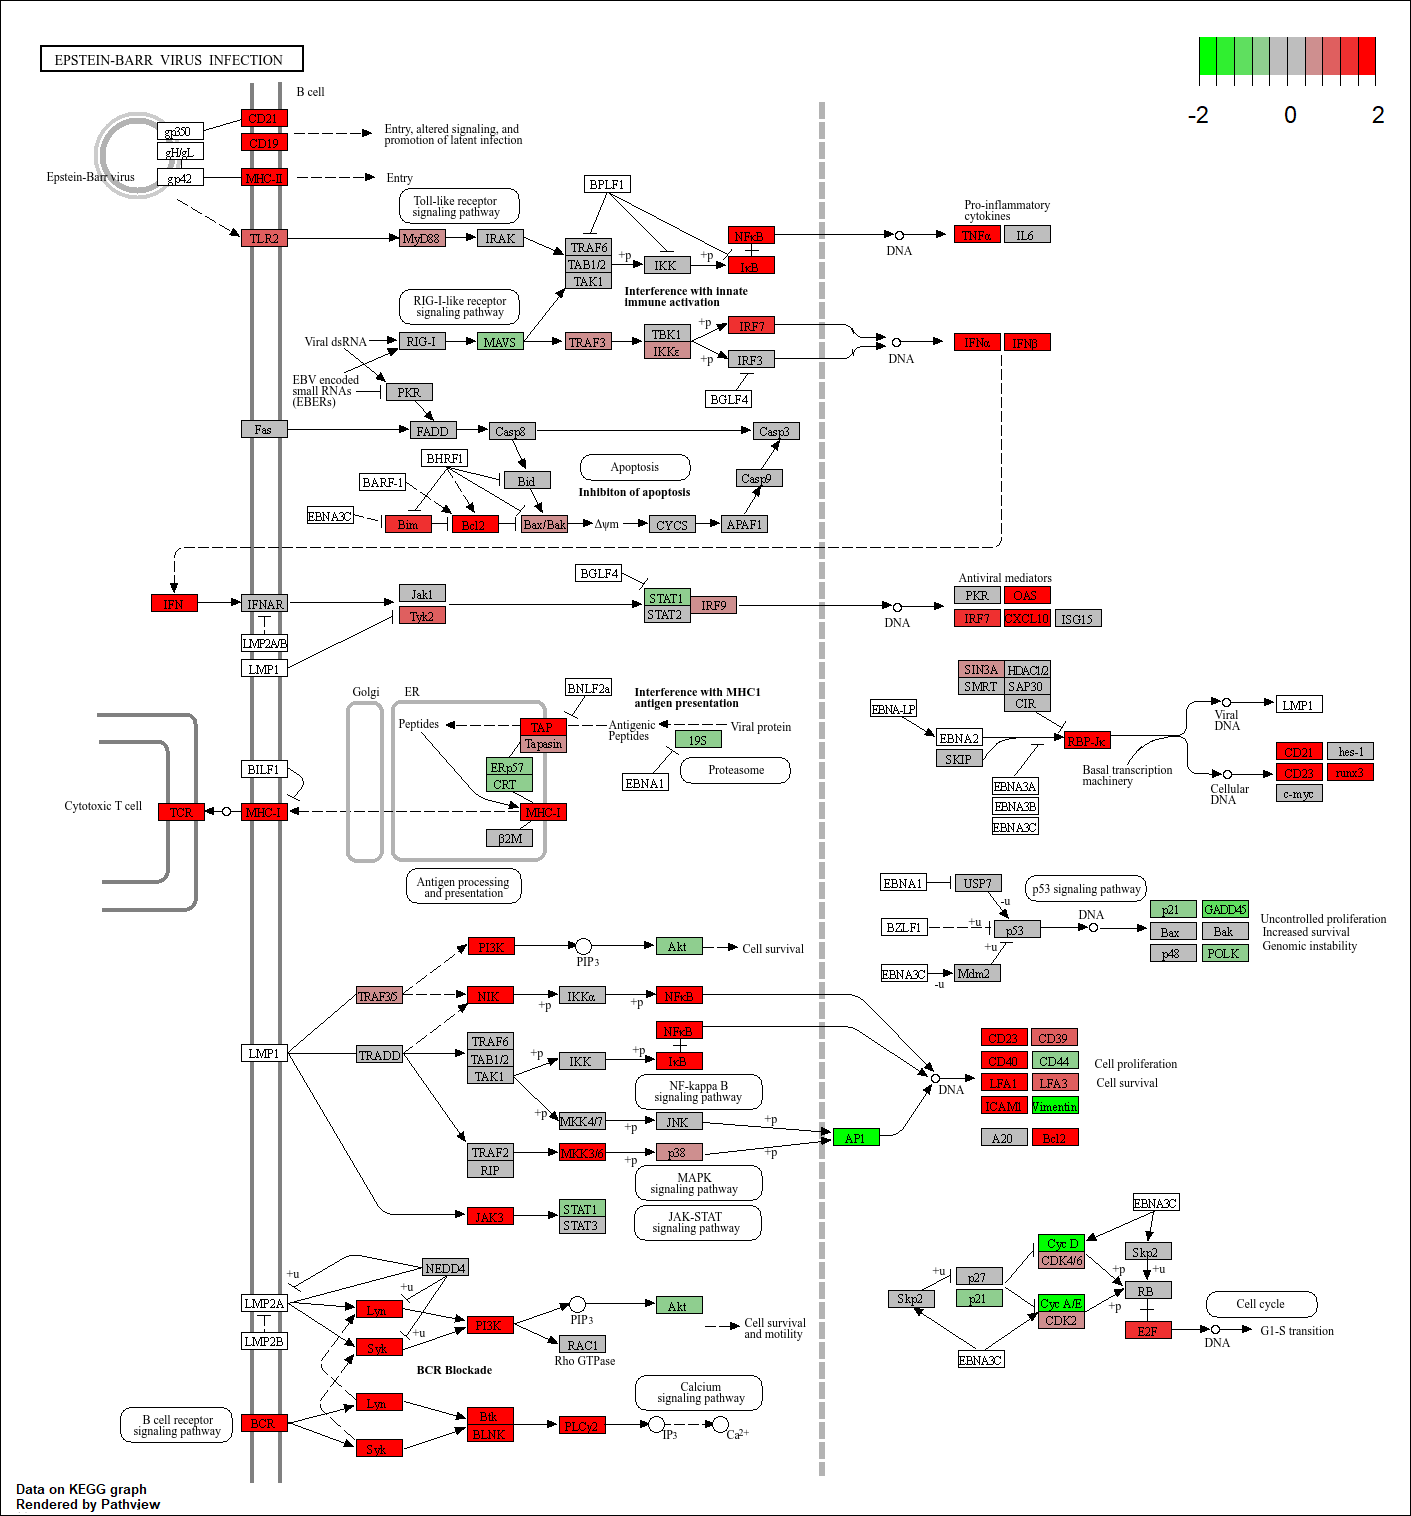 EPSTEIN-BARR VIRUS INFECTION
-2 0 2
B cell
gp350
CD21
gH/gL
CD19
Entry, altered signaling, and
promotion of latent infection
Epstein-Barr virus
gp42
MHC-II
Entry
BPLF1
Toll-like receptor
signaling pathway
Pro-inflammatory
cytokines
TLR2
MyD88
IRAK
TRAF6
TAB1/2
TAK1
+p
IKK
+p
NFκB
IκB
DNA
TNFα
IL6
Interference with innate
immune activation
RIG-I-like receptor
signaling pathway
Viral dsRNA
RIG-I
MAVS
TRAF3
TBK1
IKKε
+p
IRF7
+p
IRF3
DNA
IFNα
IFNβ
EBV encoded
small RNAs
(EBERs)
PKR
BGLF4
Fas
FADD
Casp8
Casp3
BHRF1
Apoptosis
BARF-1
Bid
Casp9
Inhibiton of apoptosis
EBNA3C
Bim
Bcl2
Bax/Bak
Δψm
CYCS
APAF1
BGLF4
Antiviral mediators
IFN
IFNAR
Jak1
Tyk2
STAT1
STAT2
IRF9
DNA
PKR
OAS
IRF7
CXCL10
ISG15
LMP2A/B
LMP1
Golgi
ER
BNLF2a
Interference with MHC1
antigen presentation
SIN3A
HDAC1/2
SMRT
SAP30
CIR
Peptides
TAP
Tapasin
Antigenic
Peptides
Viral protein
19S
EBNA-LP
EBNA2
SKIP
RBP-Jκ
Viral
DNA
LMP1
BILF1
ERp57
CRT
EBNA1
Proteasome
EBNA3A
EBNA3B
EBNA3C
Basal transcription
machinery
Cellular
DNA
CD21
hes-1
CD23
runx3
c-myc
Cytotoxic T cell
TCR
MHC-I
MHC-I
β2M
Antigen processing
and presentation
EBNA1
USP7
p53 signaling pathway
-u
BZLF1
+u
p53
DNA
+u
EBNA3C
-u
Mdm2
p21
GADD45
Bax
Bak
p48
POLK
Uncontrolled proliferation
Increased survival
Genomic instability
PI3K
PIP3
Akt
Cell survival
TRAF3/5
NIK
+p
IKKα
+p
NFκB
LMP1
TRADD
TRAF6
TAB1/2
TAK1
+p
IKK
+p
NFκB
IκB
NF-kappa B
signaling pathway
+p
MKK4/7
+p
JNK
+p
TRAF2
RIP
MKK3/6
+p
p38
+p
MAPK
signaling pathway
AP1
DNA
CD23
CD39
CD40
CD44
LFA1
LFA3
ICAM1
Vimentin
A20
Bcl2
Cell proliferation
Cell survival
JAK3
STAT1
STAT3
JAK-STAT
signaling pathway
EBNA3C
Cyc D
CDK4/6
Skp2
+u
+u
p27
p21
Skp2
+p
RB
+p
Cyc A/E
CDK2
E2F
Cell cycle
DNA
G1-S transition
EBNA3C
NEDD4
+u
+u
+u
LMP2A
LMP2B
Lyn
Syk
PI3K
PIP3
Akt
RAC1
Rho GTPase
Cell survival
and motility
BCR Blockade
Calcium
signaling pathway
B cell receptor
signaling pathway
BCR
Lyn
Syk
Btk
BLNK
PLCγ2
IP3
Ca2+
Data on KEGG graph
Rendered by Pathview